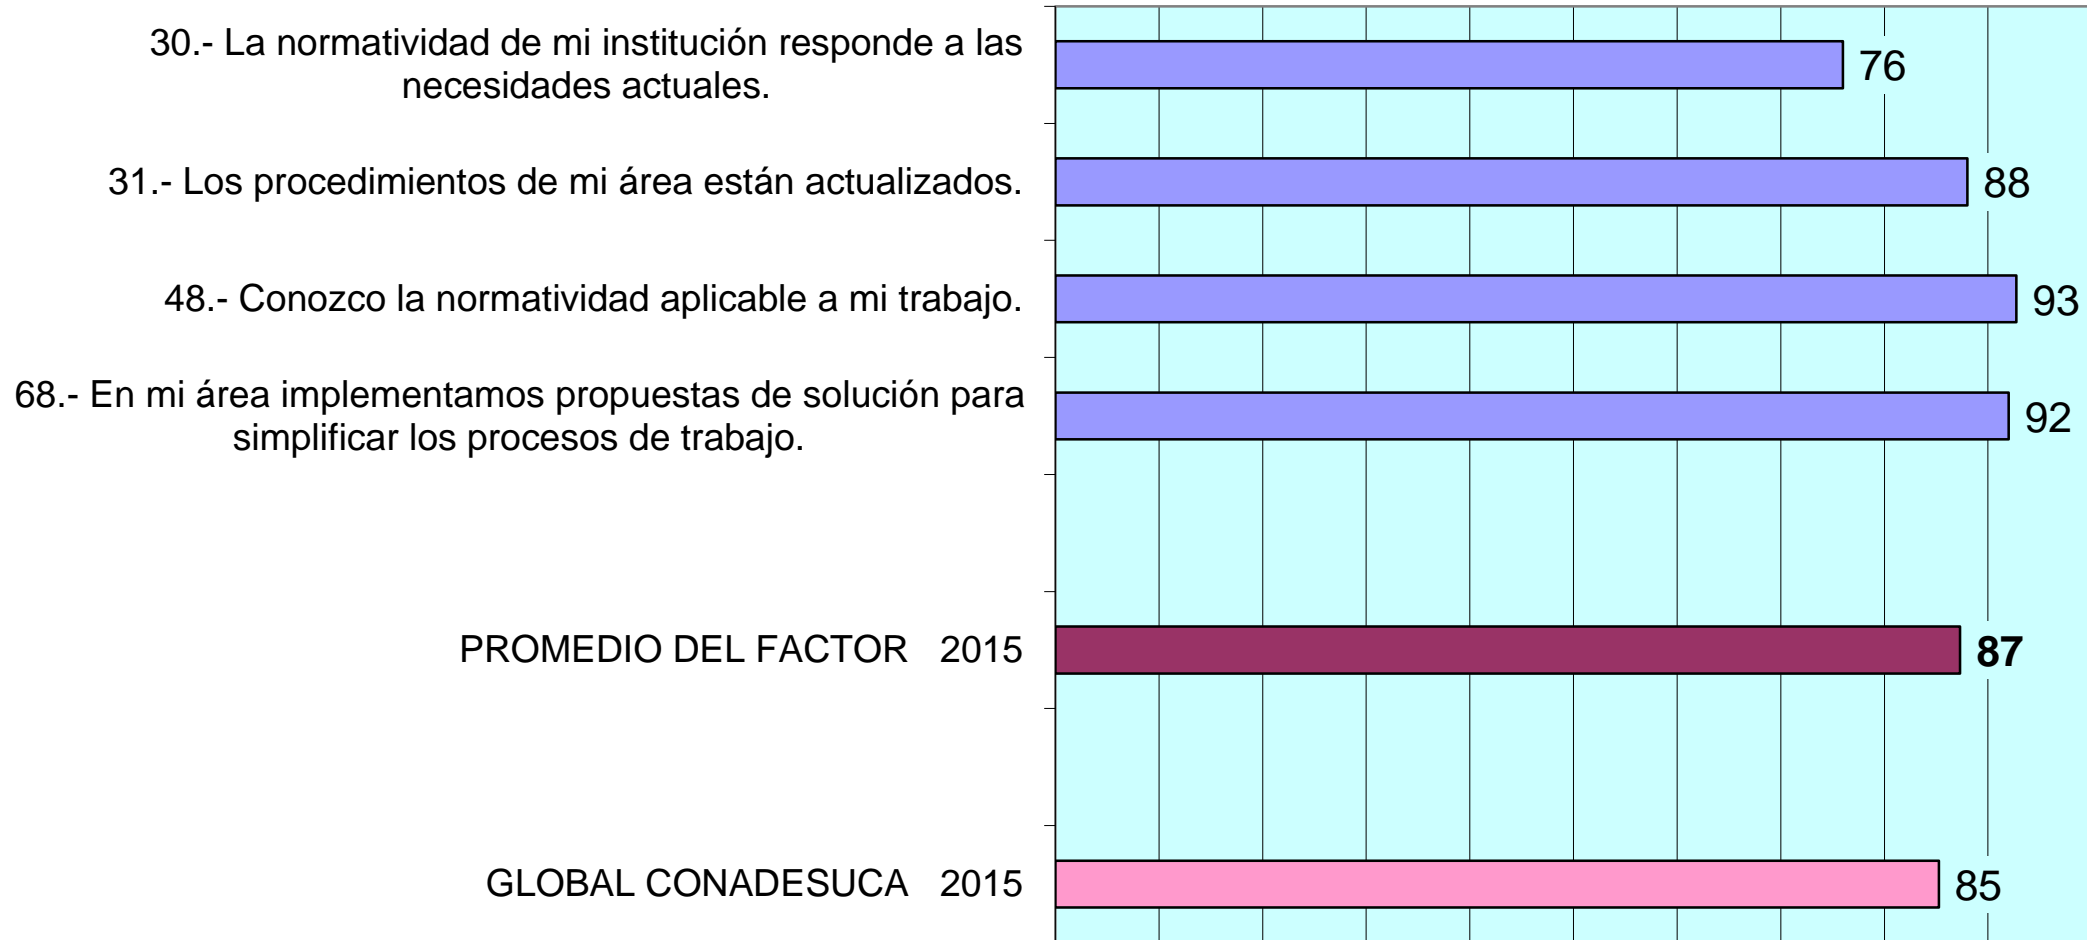 30.- La normatividad de mi institución responde a las
necesidades actuales.
76
31.- Los procedimientos de mi área están actualizados.
88
48.- Conozco la normatividad aplicable a mi trabajo.
93
68.- En mi área implementamos propuestas de solución para
simplificar los procesos de trabajo.
92
PROMEDIO DEL FACTOR 2015
87
GLOBAL CONADESUCA 2015
85